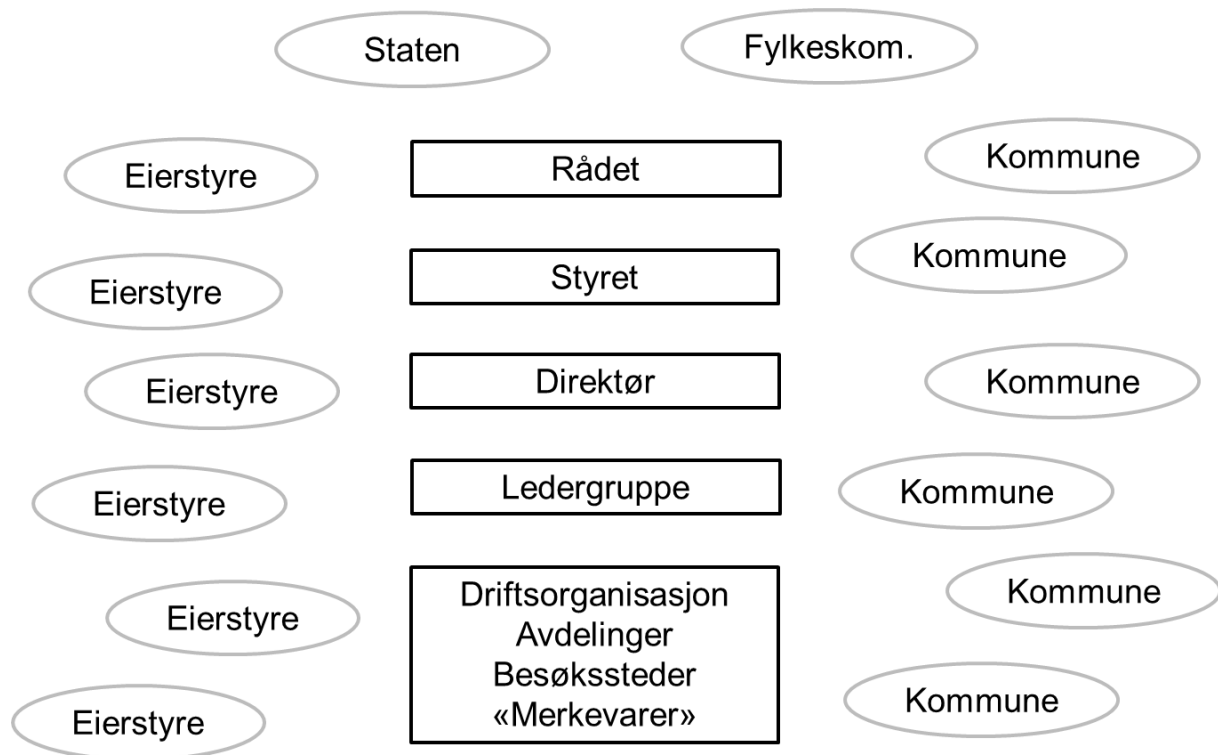 Staten
Fylkeskom.
Eierstyre
Rådet
Kommune
Kommune
Eierstyre
Styret
Eierstyre
Direktør
Kommune
Eierstyre
Ledergruppe
Kommune
Eierstyre
Driftsorganisasjon
Avdelinger
Besøkssteder
«Merkevarer»
Kommune
Eierstyre
Kommune